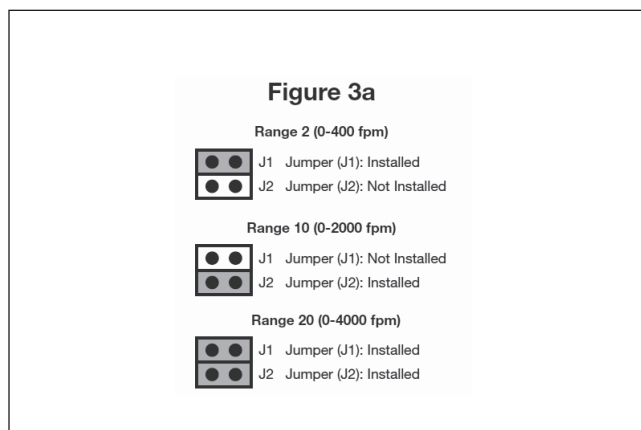 Figure 3a
Range 2 (0-400 fpm)
J1 Jumper (J1): Installed
J2 Jumper (J2): Not Installed
Range 10 (0-2000 fpm)
J1 Jumper (J1): Not Installed
J2 Jumper (J2): Installed
Range 20 (0-4000 fpm)
J1 Jumper (J1): Installed
J2 Jumper (J2): Installed